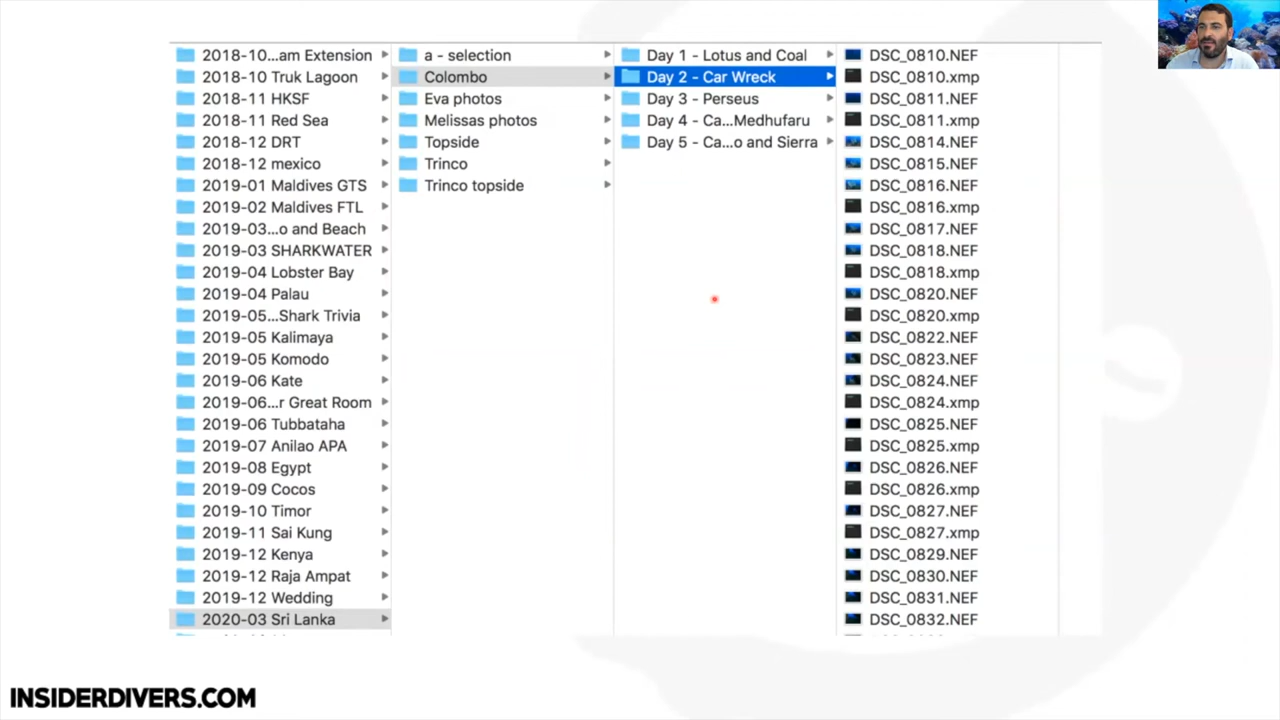 2018-10...am Extension
2018-10 Truk Lagoon
2018-11 HKSF
2018-11 Red Sea
2018-12 DRT
2018-12 mexico
2019-01 Maldives GTS
2019-02 Maldives FTL
2019-03...o and Beach
2019-03 SHARKWATER
2019-04 Lobster Bay
2019-04 Palau
2019-05...Shark Trivia
2019-05 Kalimaya
2019-05 Komodo
2019-06 Kate
2019-06...r Great Room
2019-06 Tubbataha
2019-07 Anilao APA
2019-08 Egypt
2019-09 Cocos
2019-10 Timor
2019-11 Sai Kung
2019-12 Kenya
2019-12 Raja Ampat
2019-12 Wedding
2020-03 Sri Lanka
a - selection
Colombo
Eva photos
Melissas photos
Topside
Trinco
Trinco topside
Day 1 - Lotus and Coal
Day 2 - Car Wreck
Day 3 - Perseus
Day 4 - Ca...Medhufaru
Day 5 - Ca...o and Sierra
DSC_0810.NEF
DSC_0810.xmp
DSC_0811.NEF
DSC_0811.xmp
DSC_0814.NEF
DSC_0815.NEF
DSC_0816.NEF
DSC_0816.xmp
DSC_0817.NEF
DSC_0818.NEF
DSC_0818.xmp
DSC_0820.NEF
DSC_0820.xmp
DSC_0822.NEF
DSC_0823.NEF
DSC_0824.NEF
DSC_0824.xmp
DSC_0825.NEF
DSC_0825.xmp
DSC_0826.NEF
DSC_0826.xmp
DSC_0827.NEF
DSC_0827.xmp
DSC_0829.NEF
DSC_0830.NEF
DSC_0831.NEF
DSC_0832.NEF
INSIDERDIVERS.COM